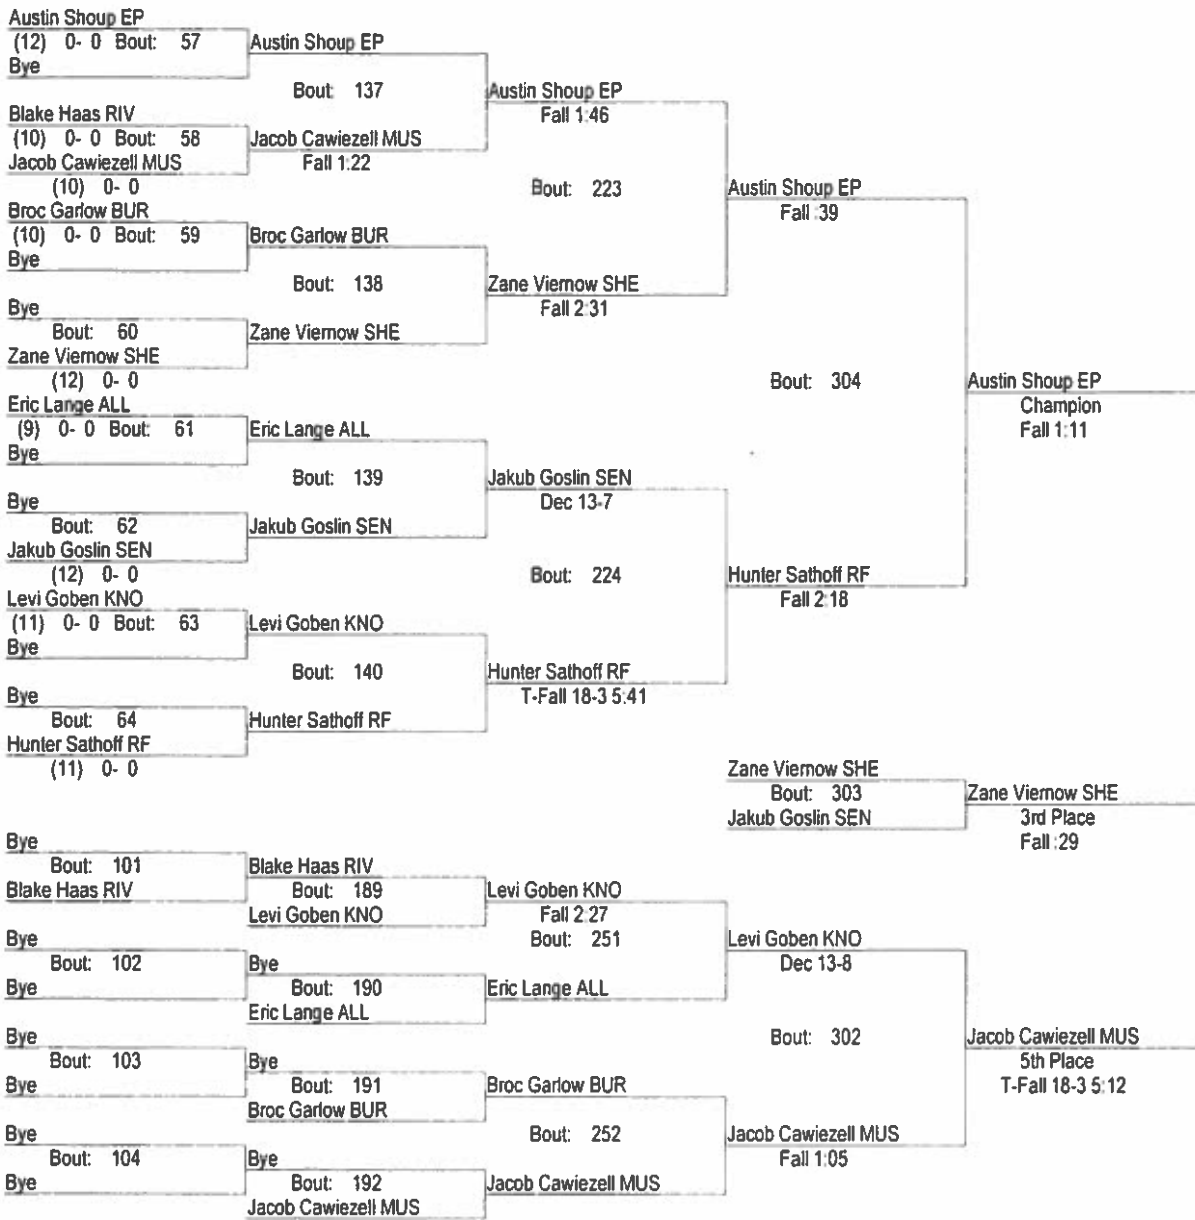 Austin Shoup EP
(12) 0- 0 Bout: 57
Bye
Austin Shoup EP
Bout: 137
Blake Haas RIV
(10) 0- 0 Bout: 58
Jacob Cawiezell MUS
(10) 0- 0
Jacob Cawiezell MUS
Fall 1:22
Austin Shoup EP
Fall 1:46
Bout: 223
Broc Garlow BUR
(10) 0- 0 Bout: 59
Bye
Broc Garlow BUR
Bout: 138
Bye
Bout: 60
Zane Viernow SHE
(12) 0- 0
Zane Viernow SHE
Zane Viernow SHE
Fall 2:31
Austin Shoup EP
Fall :39
Bout: 304
Eric Lange ALL
(9) 0- 0 Bout: 61
Bye
Eric Lange ALL
Bout: 139
Bye
Bout: 62
Jakub Goslin SEN
(12) 0- 0
Jakub Goslin SEN
Jakub Goslin SEN
Dec 13-7
Bout: 224
Levi Goben KNO
(11) 0- 0 Bout: 63
Bye
Levi Goben KNO
Bout: 140
Bye
Bout: 64
Hunter Sathoff RF
(11) 0- 0
Hunter Sathoff RF
Hunter Sathoff RF
T-Fall 18-3 5:41
Hunter Sathoff RF
Fall 2:18
Austin Shoup EP
Champion
Fall 1:11
Zane Viernow SHE
Bout: 303
Jakub Goslin SEN
Zane Viernow SHE
3rd Place
Fall :29
Bye
Bout: 101
Blake Haas RIV
Blake Haas RIV
Bout: 189
Levi Goben KNO
Levi Goben KNO
Fall 2:27
Bout: 251
Bye
Bout: 102
Bye
Bye
Bout: 190
Eric Lange ALL
Eric Lange ALL
Levi Goben KNO
Dec 13-8
Bout: 302
Bye
Bout: 103
Bye
Bye
Bout: 191
Broc Garlow BUR
Broc Garlow BUR
Bout: 252
Bye
Bout: 104
Bye
Bye
Bout: 192
Jacob Cawiezell MUS
Jacob Cawiezell MUS
Jacob Cawiezell MUS
Fall 1:05
Jacob Cawiezell MUS
5th Place
T-Fall 18-3 5:12